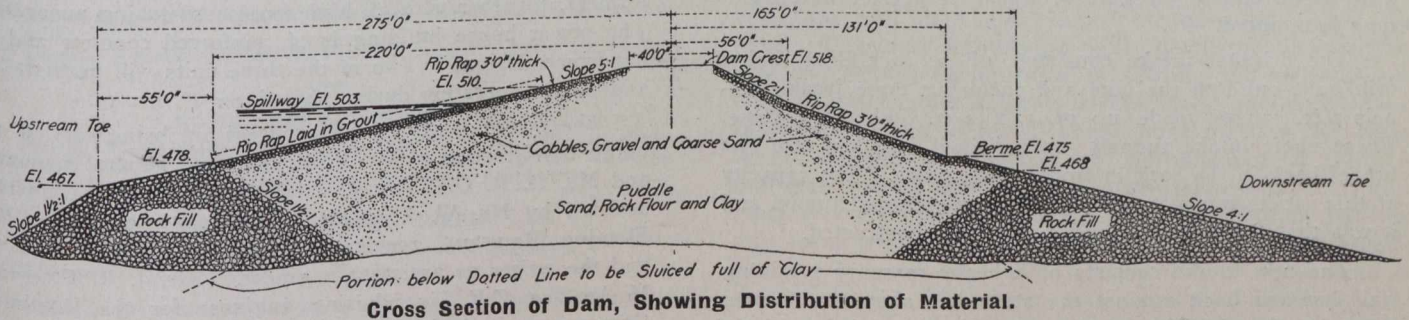 275'0"
165'0"
220'0"
131'0"
56'0"
40'0"
Rip Rap 3'0" thick
El. 510.
Slope 5:1
Dam Crest, El. 518.
55'0"
Spillway El. 503.
Slope 2:1
Rip Rap 3'0" thick
Upstream Toe
Rip Rap Laid in Grout
Cobbles, Gravel and Coarse Sand
Berme, El. 475
El. 478.
El. 468
El. 467.
Downstream Toe
Slope 1½:1
Rock Fill
Slope 1½:1
Puddle
Sand, Rock Flour and Clay
Rock Fill
Slope 4:1
Portion below Dotted Line to be Sluiced full of Clay
Cross Section of Dam, Showing Distribution of Material.